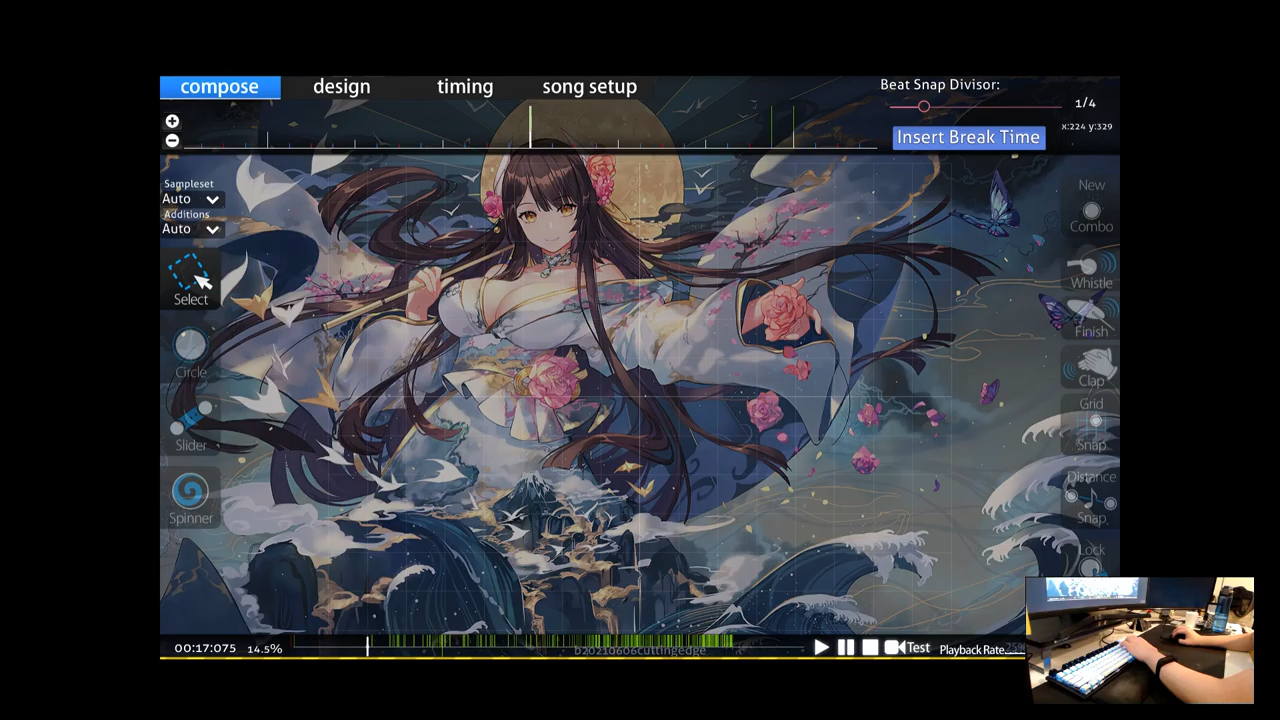 compose design timing song setup
Beat Snap Divisor:
1/4
x:224 y:329
Insert Break Time
Sampleset
Auto
Additions
Auto
Select
Circle
Slider
Spinner
New
Combo
Whistle
Finish
Clap
Grid
Snap
Distance
Snap
Lock
00:17:075 14.5%
b20210606cuttingedge
Test
Playback Rate
25%